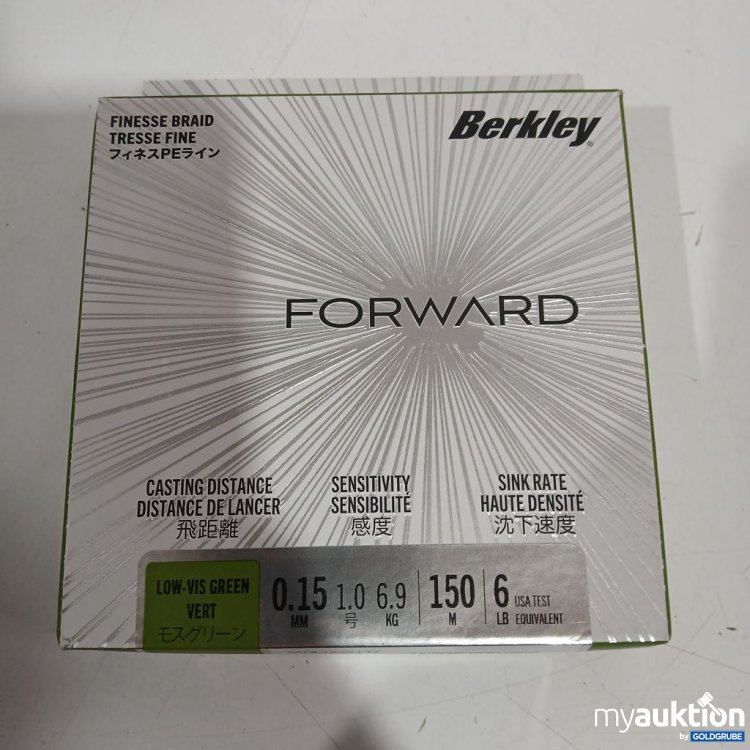 FINESSE BRAID
TRESSE FINE
フィネスPEライン
Berkley
FORWARD
CASTING DISTANCE
DISTANCE DE LANCER
飛距離
SENSITIVITY
SENSIBILITÉ
感度
SINK RATE
HAUTE DENSITÉ
沈下速度
LOW-VIS GREEN
VERT
モスグリーン
0.15 1.0 6.9 150 6 USA TEST
MM 号 KG M LB EQUIVALENT
myauktion
by GOLDGRUBE